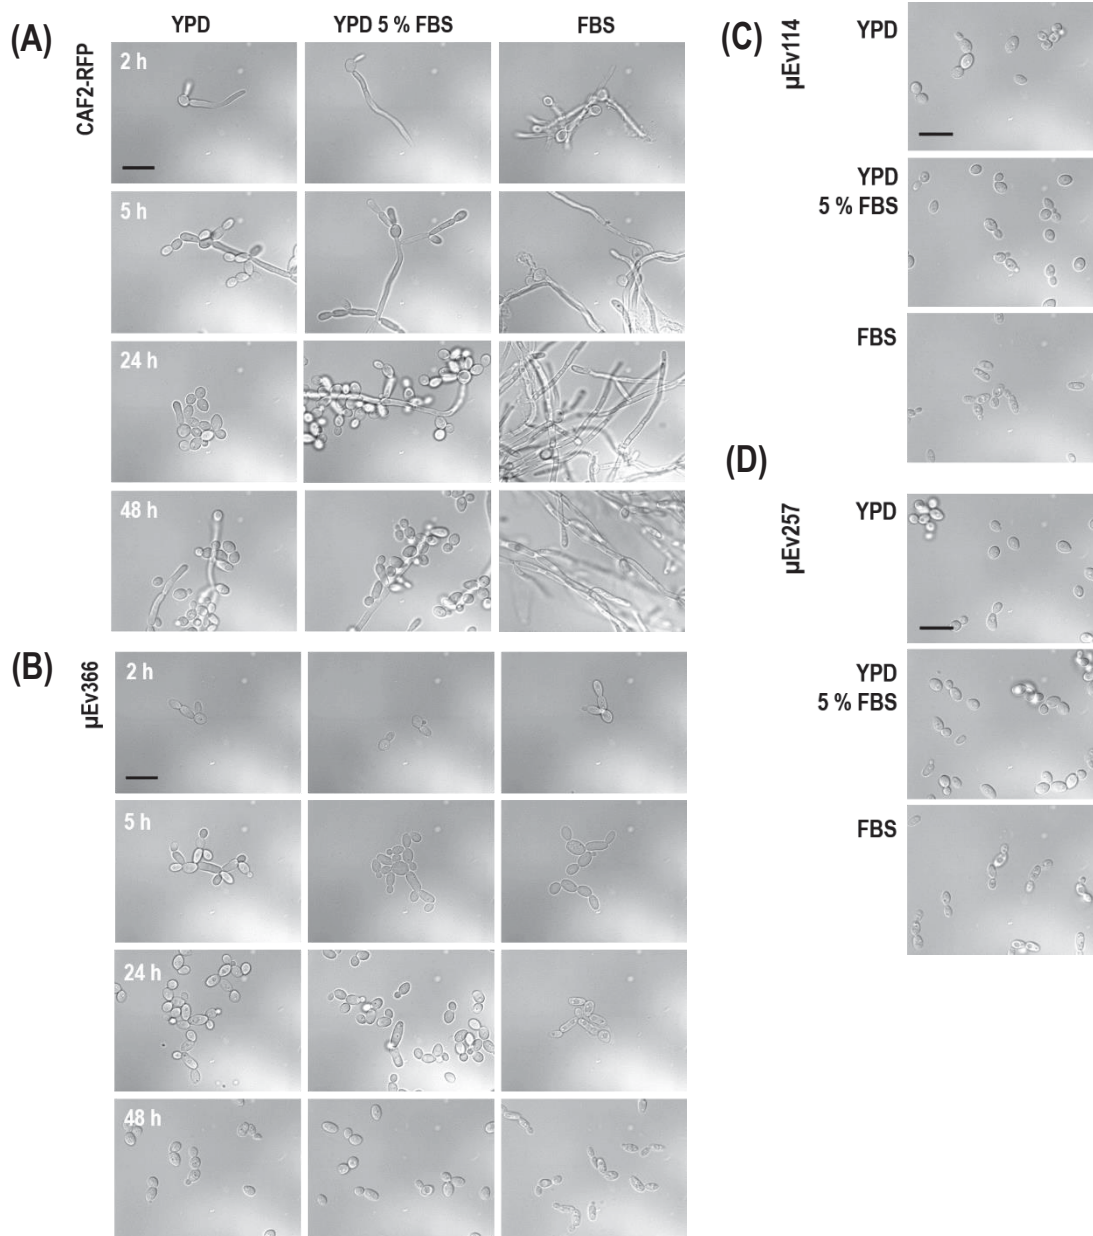 (A)
CAF2-RFP
YPD
YPD 5 % FBS
FBS
2 h
5 h
24 h
48 h
(B)
µEv366
2 h
5 h
24 h
48 h
(C)
µEv114
YPD
YPD
5 % FBS
FBS
(D)
µEv257
YPD
YPD
5 % FBS
FBS